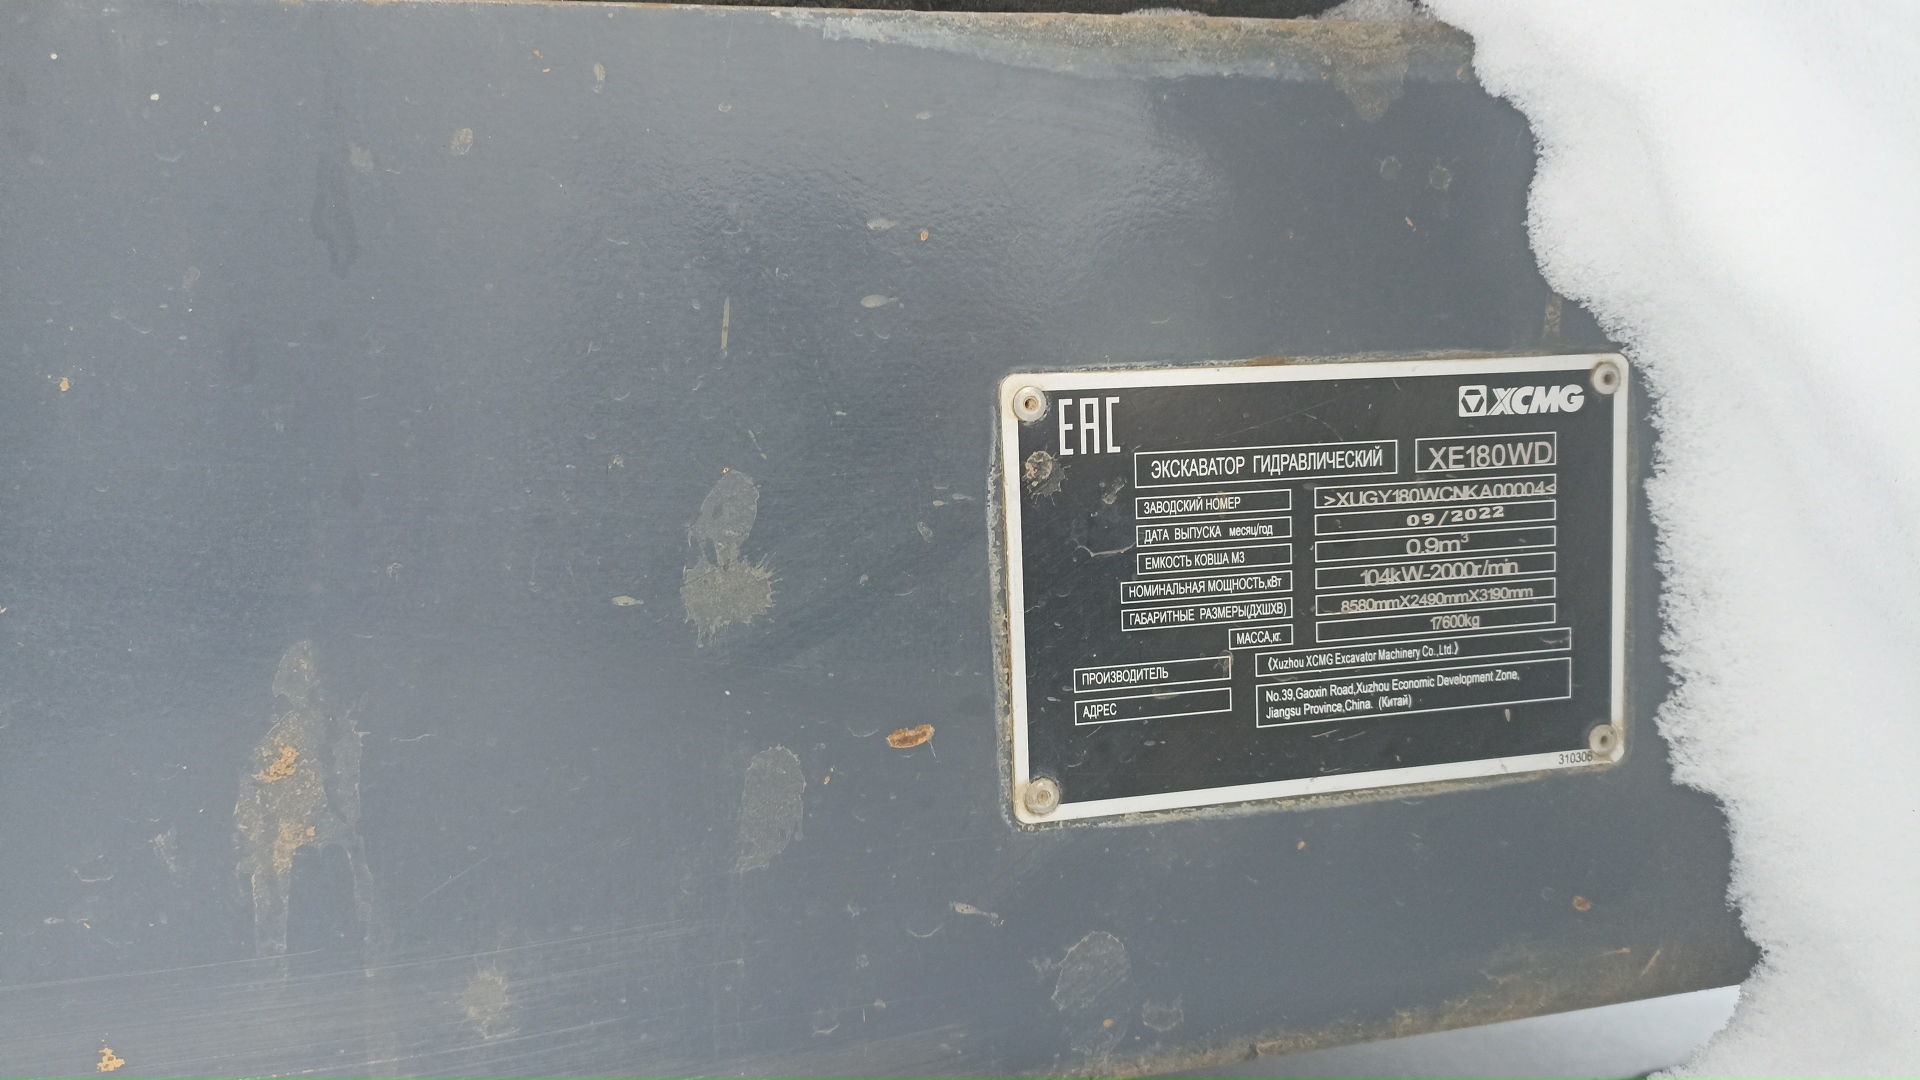 EAC
XCMG
ЭКСКАВАТОР ГИДРАВЛИЧЕСКИЙ XE180WD
ЗАВОДСКИЙ НОМЕР >XUGY180WCNKA00004<
ДАТА ВЫПУСКА месяц/год 09/2022
ЕМКОСТЬ КОВША М3 0.9m³
НОМИНАЛЬНАЯ МОЩНОСТЬ,кВт 104kW-2000r/min
ГАБАРИТНЫЕ РАЗМЕРЫ(ДХШХВ) 8580mmX2490mmX3190mm
МАССА,кг. 17600kg
ПРОИЗВОДИТЕЛЬ 《Xuzhou XCMG Excavator Machinery Co.,Ltd.》
АДРЕС No.39,Gaoxin Road,Xuzhou Economic Development Zone,
Jiangsu Province,China. (Китай)